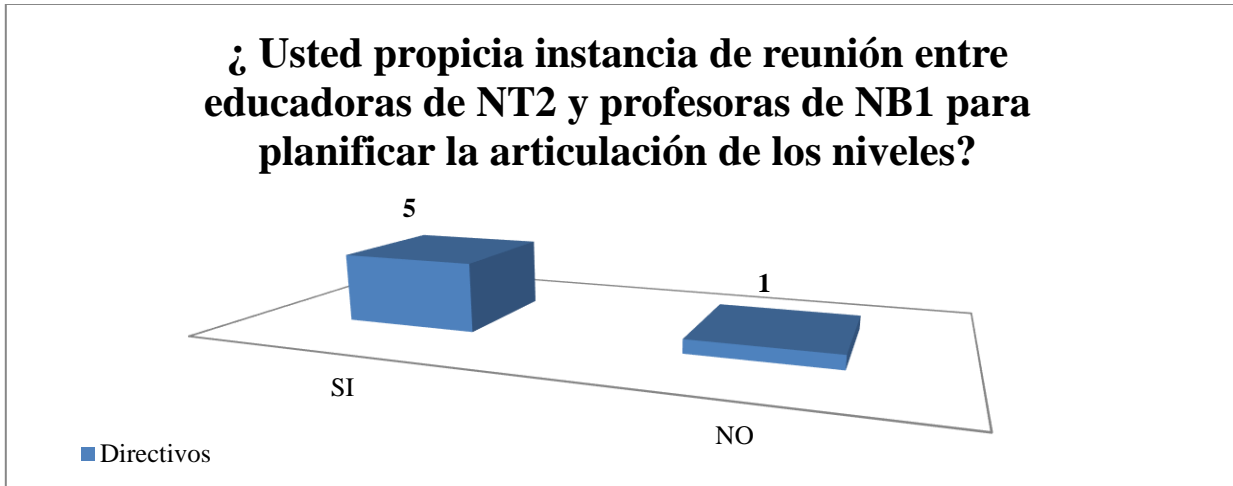 ¿ Usted propicia instancia de reunión entre
educadoras de NT2 y profesoras de NB1 para
planificar la articulación de los niveles?
5
1
SI
NO
Directivos